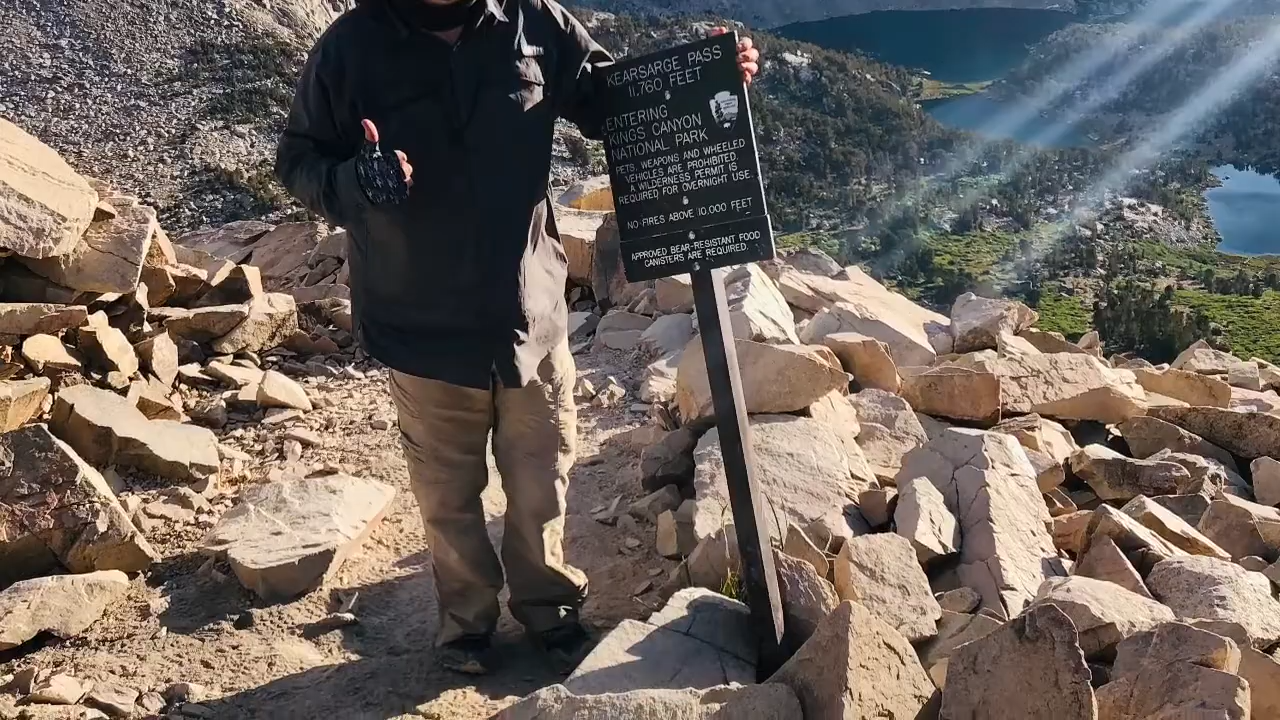 KEARSARGE PASS
11,760 FEET
ENTERING
KINGS CANYON
NATIONAL PARK
PETS, WEAPONS AND WHEELED
VEHICLES ARE PROHIBITED.
A WILDERNESS PERMIT IS
REQUIRED FOR OVERNIGHT USE.
NO FIRES ABOVE 10,000 FEET
APPROVED BEAR-RESISTANT FOOD
CANISTERS ARE REQUIRED.